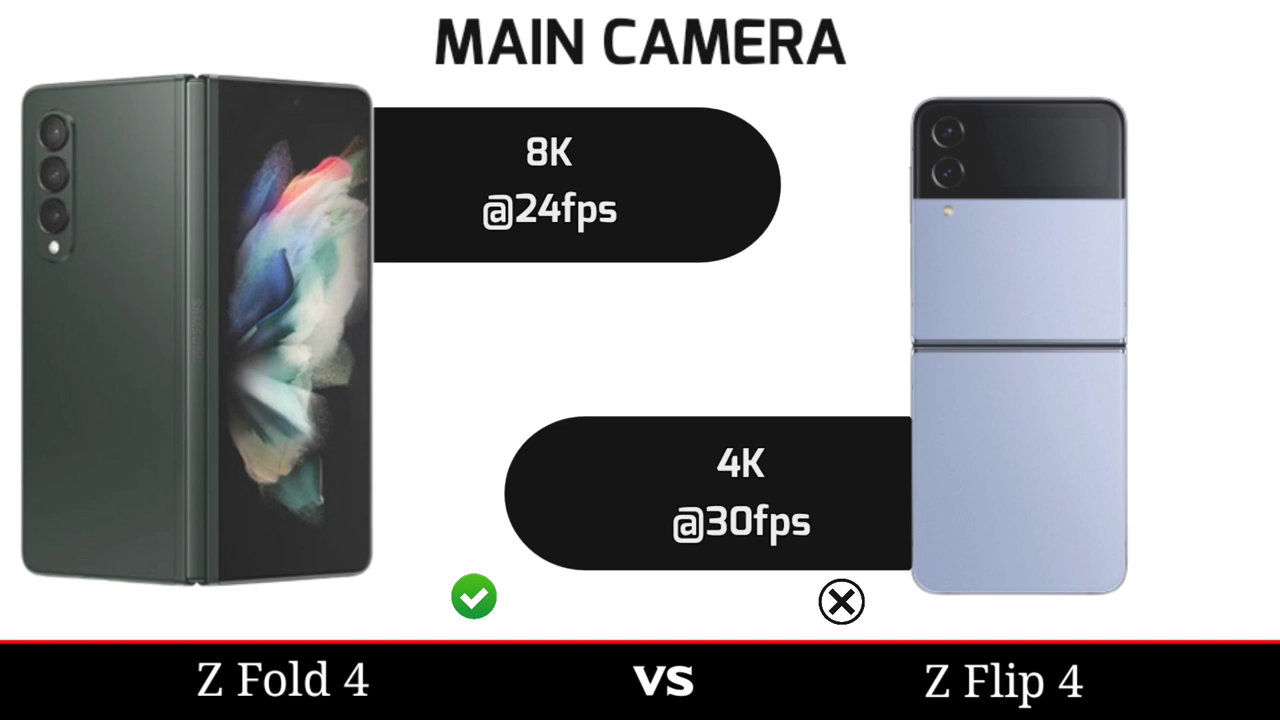 MAIN CAMERA
8K
@24fps
4K
@30fps
Z Fold 4 VS Z Flip 4